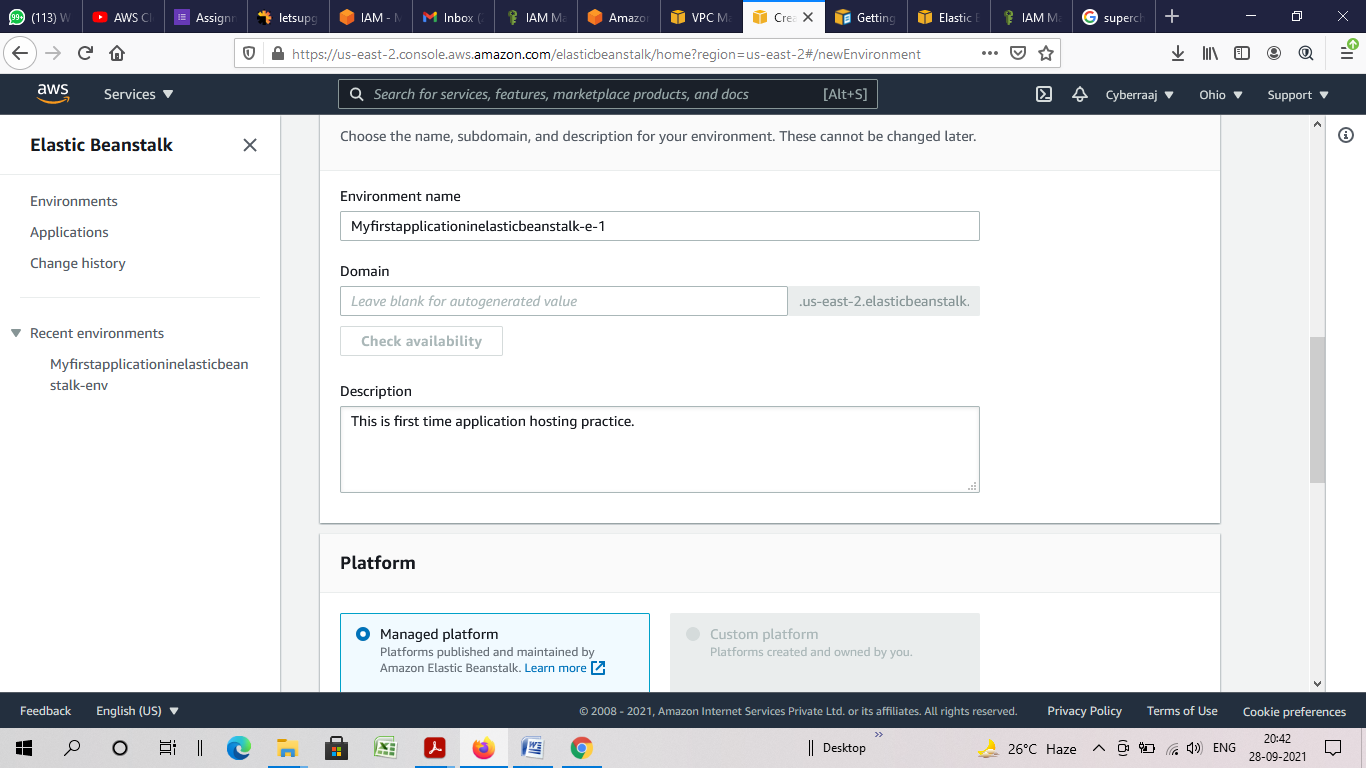 (113) W
AWS Cl
Assignm
letsupg
IAM - M
Inbox (2
IAM Ma
Amazo
VPC Ma
Crea
Getting
Elastic E
IAM M
superch
https://us-east-2.console.aws.amazon.com/elasticbeanstalk/home?region=us-east-2#/newEnvironment
aws
Services
Search for services, features, marketplace products, and docs
[Alt+S]
Cyberraaj
Ohio
Support
Elastic Beanstalk
Environments
Applications
Change history
Recent environments
Myfirstapplicationinelasticbean
stalk-env
Choose the name, subdomain, and description for your environment. These cannot be changed later.
Environment name
Myfirstapplicationinelasticbeanstalk-e-1
Domain
Leave blank for autogenerated value
.us-east-2.elasticbeanstalk.
Check availability
Description
This is first time application hosting practice.
Platform
Managed platform
Platforms published and maintained by
Amazon Elastic Beanstalk. Learn more
Custom platform
Platforms created and owned by you.
Feedback
English (US)
© 2008 - 2021, Amazon Internet Services Private Ltd. or its affiliates. All rights reserved.
Privacy Policy
Terms of Use
Cookie preferences
Desktop
26°C Haze
ENG
20:42
28-09-2021